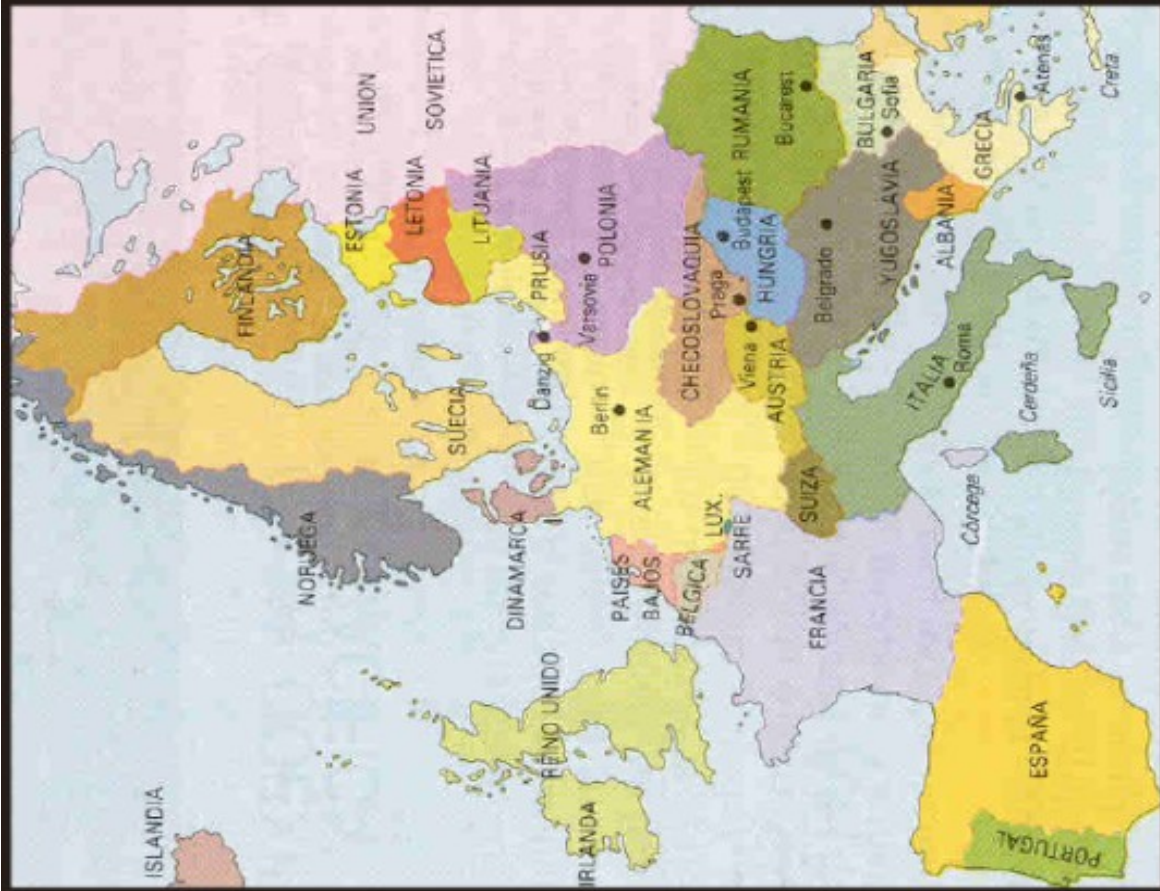 ISLANDIA
NORUEGA
SUECIA
FINLANDIA
UNION
SOVIETICA
ESTONIA
LETONIA
LITUANIA
DINAMARCA
Danzig
PRUSIA
REINO UNIDO
IRLANDA
PAISES
BAJOS
BELGICA
LUX.
SARRE
Berlin
ALEMANIA
Varsovia
POLONIA
CHECOSLOVAQUIA
Praga
Viena
AUSTRIA
Budapest
HUNGRIA
RUMANIA
Bucarest
FRANCIA
SUIZA
ITALIA
Roma
Belgrado
YUGOSLAVIA
BULGARIA
Sofia
ALBANIA
GRECIA
Atenas
Creta
Córcega
Cerdeña
Sicilia
ESPAÑA
PORTUGAL